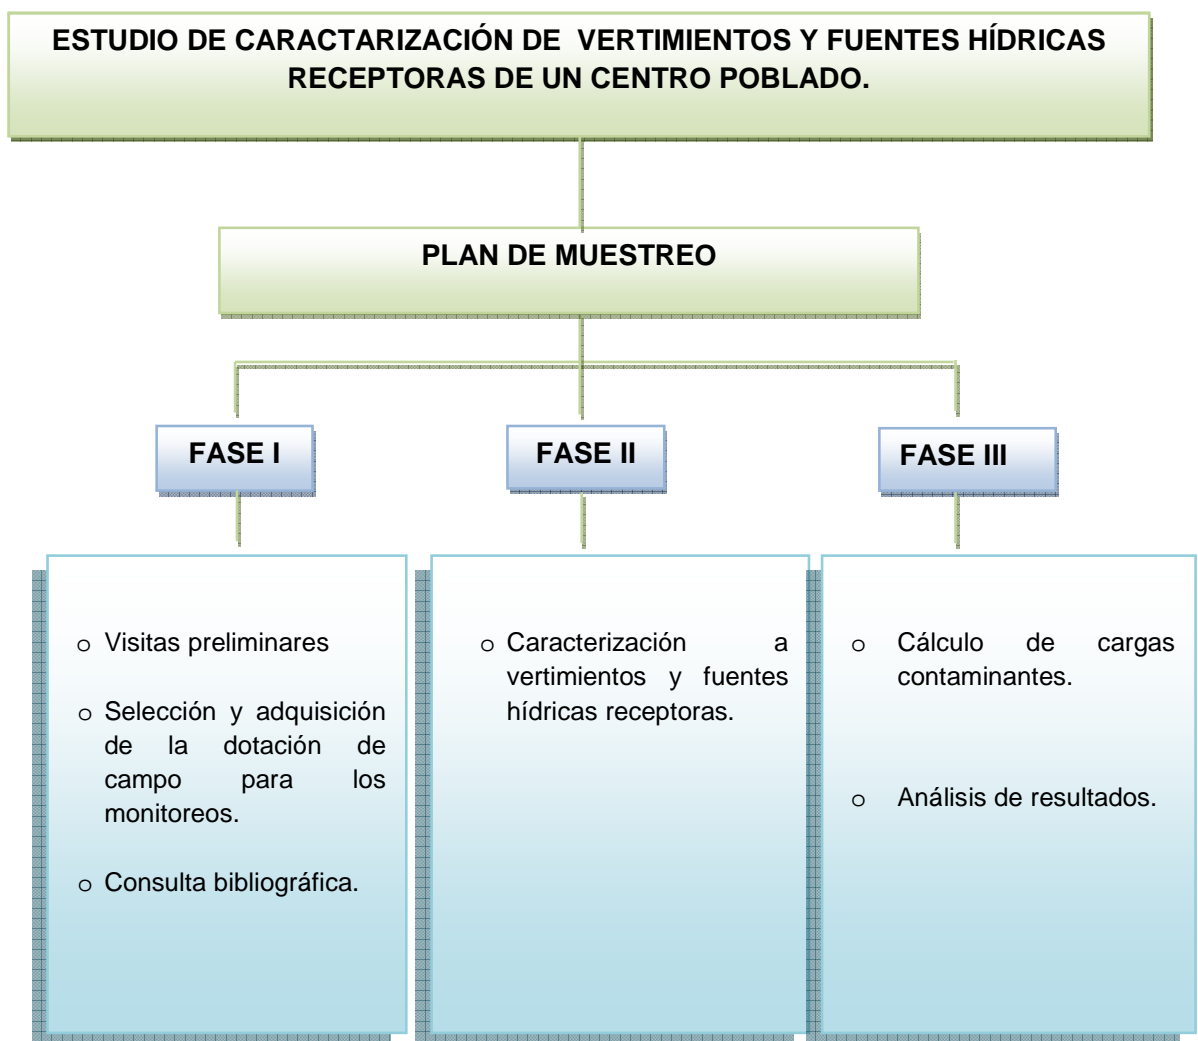 ESTUDIO DE CARACTARIZACIÓN DE VERTIMIENTOS Y FUENTES HÍDRICAS
RECEPTORAS DE UN CENTRO POBLADO.
PLAN DE MUESTREO
FASE I
FASE II
FASE III
o Visitas preliminares
o Selección y adquisición
de la dotación de
campo para los
monitoreos.
o Consulta bibliográfica.
o Caracterización a
vertimientos y fuentes
hídricas receptoras.
o Cálculo de cargas
contaminantes.
o Análisis de resultados.